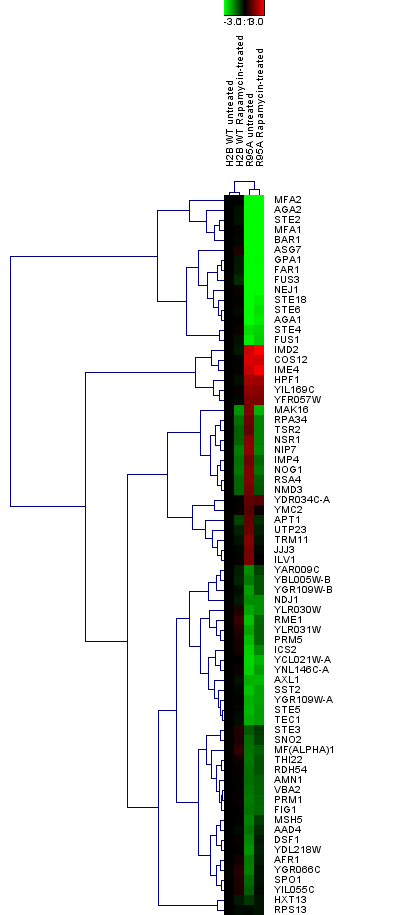 -3.0 3.0
H2B WT untreated
H2B WT Rapamycin-treated
R95A untreated
R95A Rapamycin-treated
MFA2
AGA2
STE2
MFA1
BAR1
ASG7
GPA1
FAR1
FUS3
NEJ1
STE18
STE6
AGA1
STE4
FUS1
IMD2
COS12
IME4
HPF1
YIL169C
YFR057W
MAK16
RPA34
TSR2
NSR1
NIP7
IMP4
NOG1
RSA4
NMD3
YDR034C-A
YMC2
APT1
UTP23
TRM11
JJJ3
ILV1
YAR009C
YBL005W-B
YGR109W-B
NDJ1
YLR030W
RME1
YLR031W
PRM5
ICS2
YCL021W-A
YNL146C-A
AXL1
SST2
YGR109W-A
STE5
TEC1
STE3
SNO2
MF(ALPHA)1
THI22
RDH54
AMN1
VBA2
PRM1
FIG1
MSH5
AAD4
DSF1
YDL218W
AFR1
YGR066C
SPO1
YIL055C
HXT13
RPS13